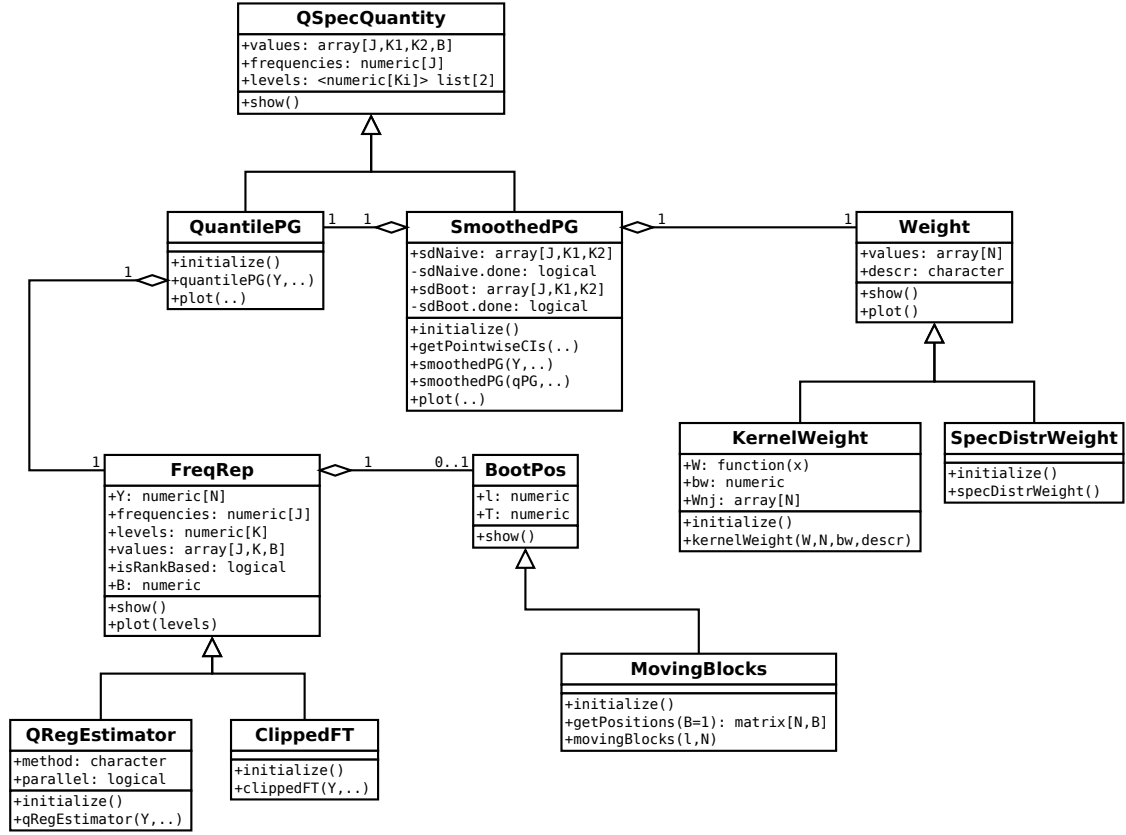 QSpecQuantity
+values: array[J,K1,K2,B]
+frequencies: numeric[J]
+levels: <numeric[Ki]> list[2]
+show()
QuantilePG
+initialize()
+quantilePG(Y,..)
+plot(..)
1
1
1
SmoothedPG
+sdNaive: array[J,K1,K2]
-sdNaive.done: logical
+sdBoot: array[J,K1,K2]
-sdBoot.done: logical
+initialize()
+getPointwiseCIs(..)
+smoothedPG(Y,..)
+smoothedPG(qPG,..)
+plot(..)
1
1
Weight
+values: array[N]
+descr: character
+show()
+plot()
KernelWeight
+W: function(x)
+bw: numeric
+Wnj: array[N]
+initialize()
+kernelWeight(W,N,bw,descr)
SpecDistrWeight
+initialize()
+specDistrWeight()
1
FreqRep
+Y: numeric[N]
+frequencies: numeric[J]
+levels: numeric[K]
+values: array[J,K,B]
+isRankBased: logical
+B: numeric
+show()
+plot(levels)
1
0..1
BootPos
+l: numeric
+T: numeric
+show()
MovingBlocks
+initialize()
+getPositions(B=1): matrix[N,B]
+movingBlocks(l,N)
QRegEstimator
+method: character
+parallel: logical
+initialize()
+qRegEstimator(Y,..)
ClippedFT
+initialize()
+clippedFT(Y,..)